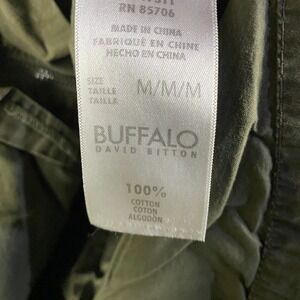 RN 85706
MADE IN CHINA
FABRIQUÉ EN CHINE
HECHO EN CHINA
SIZE
TAILLE M/M/M
TALLA
BUFFALO
DAVID BITTON
100%
COTTON
COTON
ALGODÓN